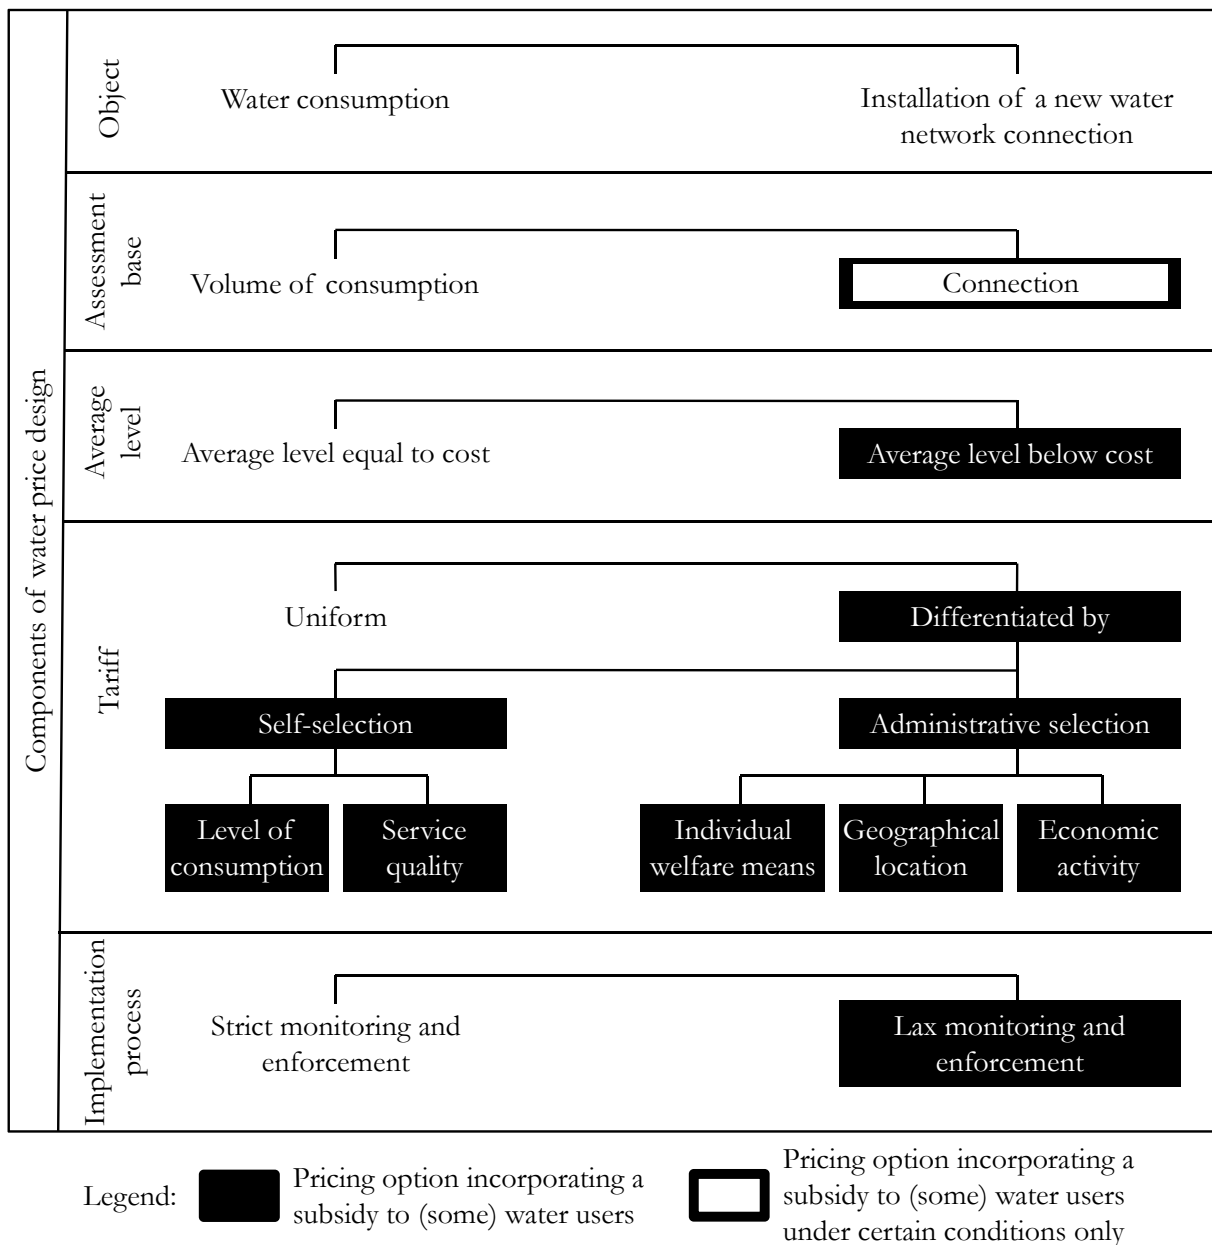 Components of water price design
Object
Water consumption
Installation of a new water
network connection
Assessment
base
Volume of consumption
Connection
Average
level
Average level equal to cost
Average level below cost
Tariff
Uniform
Differentiated by
Self-selection
Administrative selection
Level of
consumption
Service
quality
Individual
welfare means
Geographical
location
Economic
activity
Implementation
process
Strict monitoring and
enforcement
Lax monitoring and
enforcement
Legend:
Pricing option incorporating a
subsidy to (some) water users
Pricing option incorporating a
subsidy to (some) water users
under certain conditions only